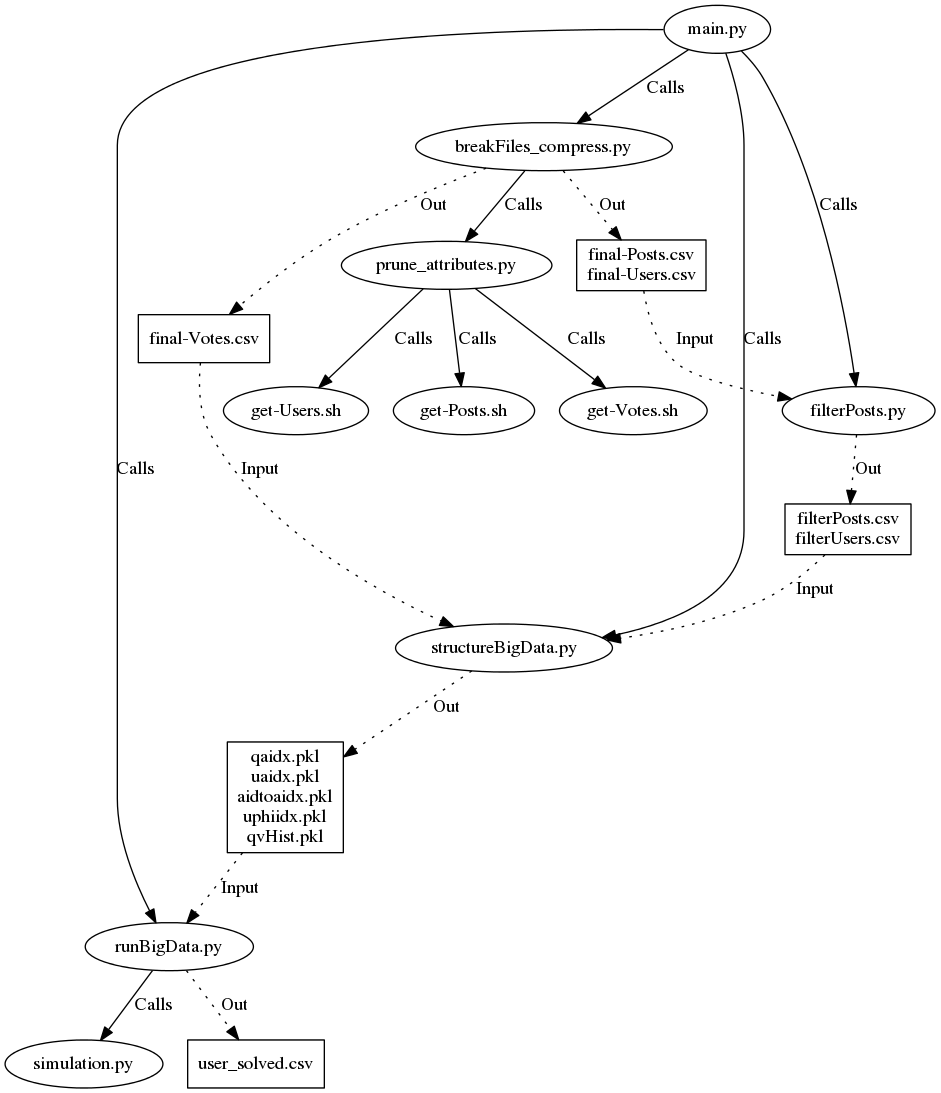 main.py
Calls
breakFiles_compress.py
Out
Calls
Out
Calls
prune_attributes.py
final-Posts.csv
final-Users.csv
final-Votes.csv
Calls
Calls
Calls
Input
Calls
get-Users.sh
get-Posts.sh
get-Votes.sh
filterPosts.py
Calls
Input
Out
filterPosts.csv
filterUsers.csv
Input
structureBigData.py
Out
qaidx.pkl
uaidx.pkl
aidtoaidx.pkl
uphiidx.pkl
qvHist.pkl
Input
runBigData.py
Calls
Out
simulation.py
user_solved.csv